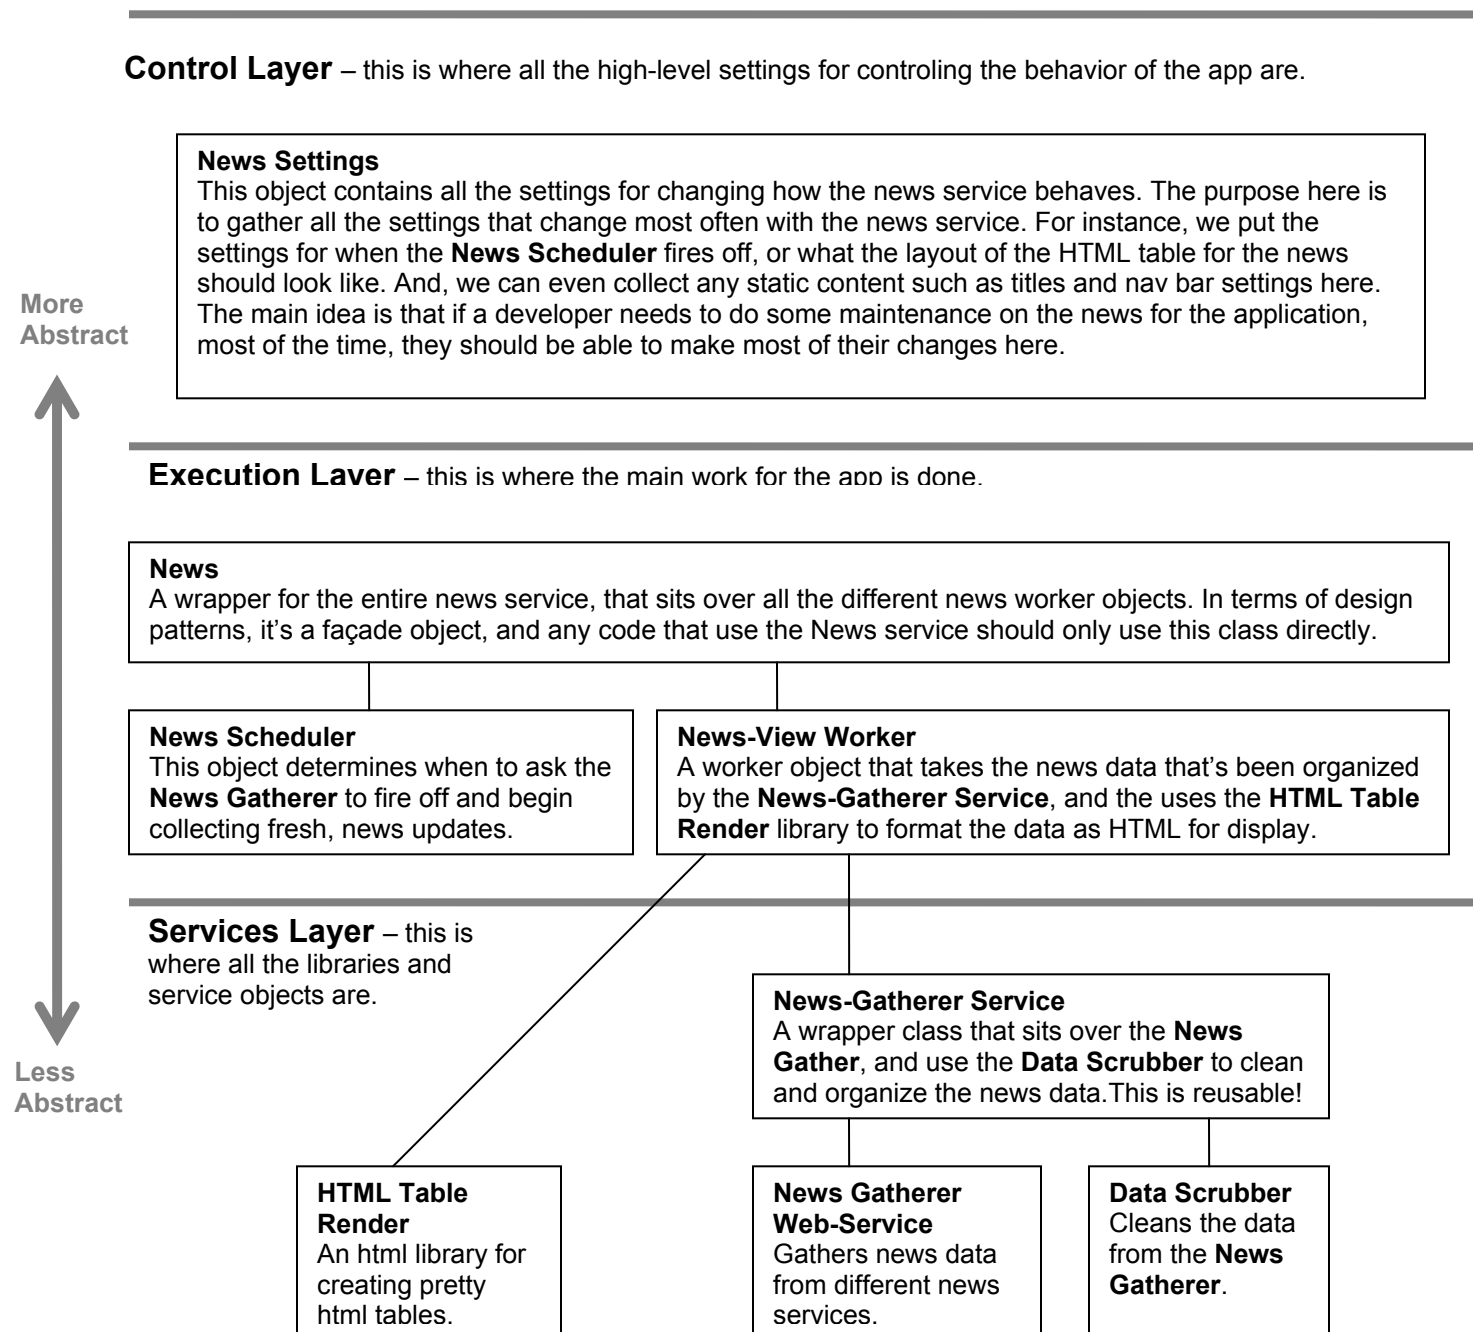 Control Layer – this is where all the high-level settings for controling the behavior of the app are.
News Settings
This object contains all the settings for changing how the news service behaves. The purpose here is
to gather all the settings that change most often with the news service. For instance, we put the
settings for when the News Scheduler fires off, or what the layout of the HTML table for the news
should look like. And, we can even collect any static content such as titles and nav bar settings here.
The main idea is that if a developer needs to do some maintenance on the news for the application,
most of the time, they should be able to make most of their changes here.
More
Abstract
Execution Layer – this is where the main work for the app is done.
News
A wrapper for the entire news service, that sits over all the different news worker objects. In terms of design
patterns, it's a façade object, and any code that use the News service should only use this class directly.
News Scheduler
This object determines when to ask the
News Gatherer to fire off and begin
collecting fresh, news updates.
News-View Worker
A worker object that takes the news data that's been organized
by the News-Gatherer Service, and the uses the HTML Table
Render library to format the data as HTML for display.
Services Layer – this is
where all the libraries and
service objects are.
News-Gatherer Service
A wrapper class that sits over the News
Gather, and use the Data Scrubber to clean
and organize the news data.This is reusable!
Less
Abstract
HTML Table
Render
An html library for
creating pretty
html tables.
News Gatherer
Web-Service
Gathers news data
from different news
services.
Data Scrubber
Cleans the data
from the News
Gatherer.